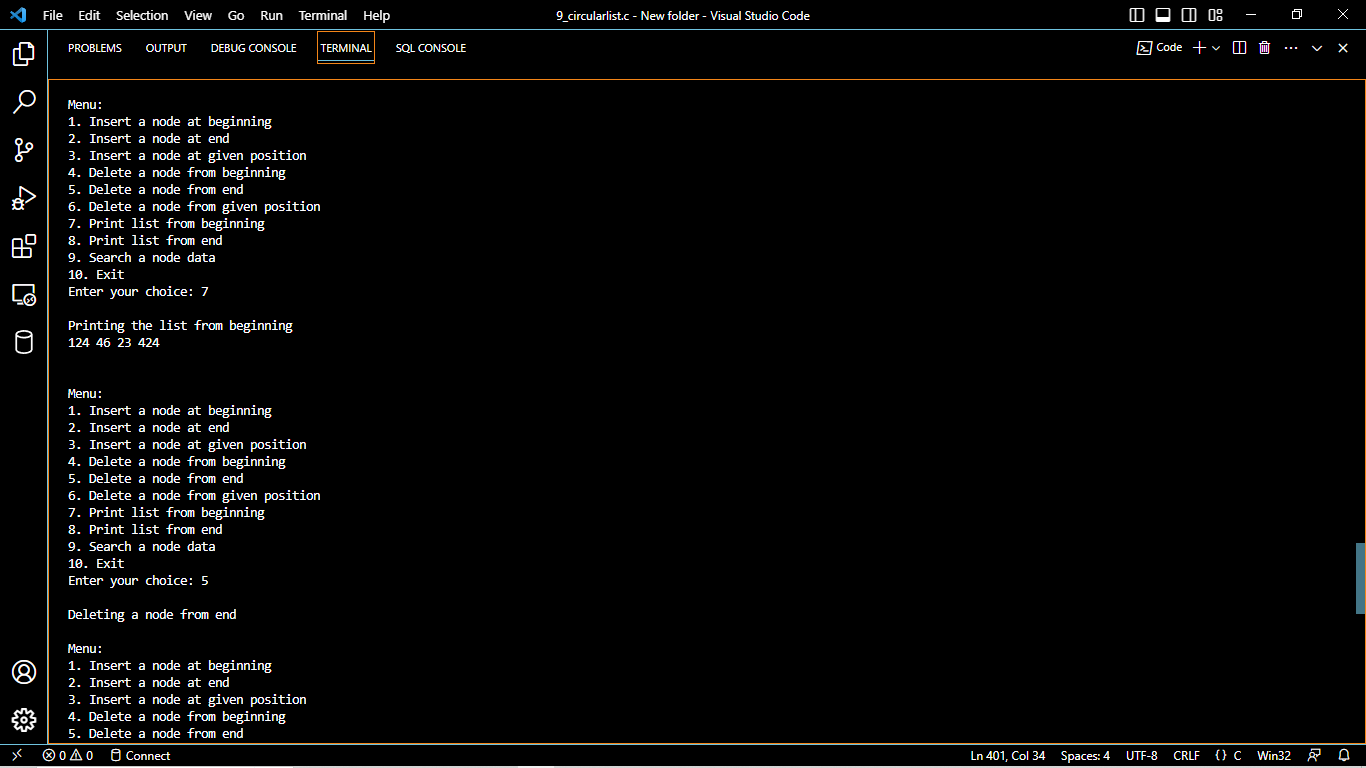 File Edit Selection View Go Run Terminal Help 9_circularlist.c - New folder - Visual Studio Code
PROBLEMS OUTPUT DEBUG CONSOLE TERMINAL SQL CONSOLE Code
Menu:
1. Insert a node at beginning
2. Insert a node at end
3. Insert a node at given position
4. Delete a node from beginning
5. Delete a node from end
6. Delete a node from given position
7. Print list from beginning
8. Print list from end
9. Search a node data
10. Exit
Enter your choice: 7
Printing the list from beginning
124 46 23 424
Menu:
1. Insert a node at beginning
2. Insert a node at end
3. Insert a node at given position
4. Delete a node from beginning
5. Delete a node from end
6. Delete a node from given position
7. Print list from beginning
8. Print list from end
9. Search a node data
10. Exit
Enter your choice: 5
Deleting a node from end
Menu:
1. Insert a node at beginning
2. Insert a node at end
3. Insert a node at given position
4. Delete a node from beginning
5. Delete a node from end
0 0 Connect Ln 401, Col 34 Spaces: 4 UTF-8 CRLF {} C Win32